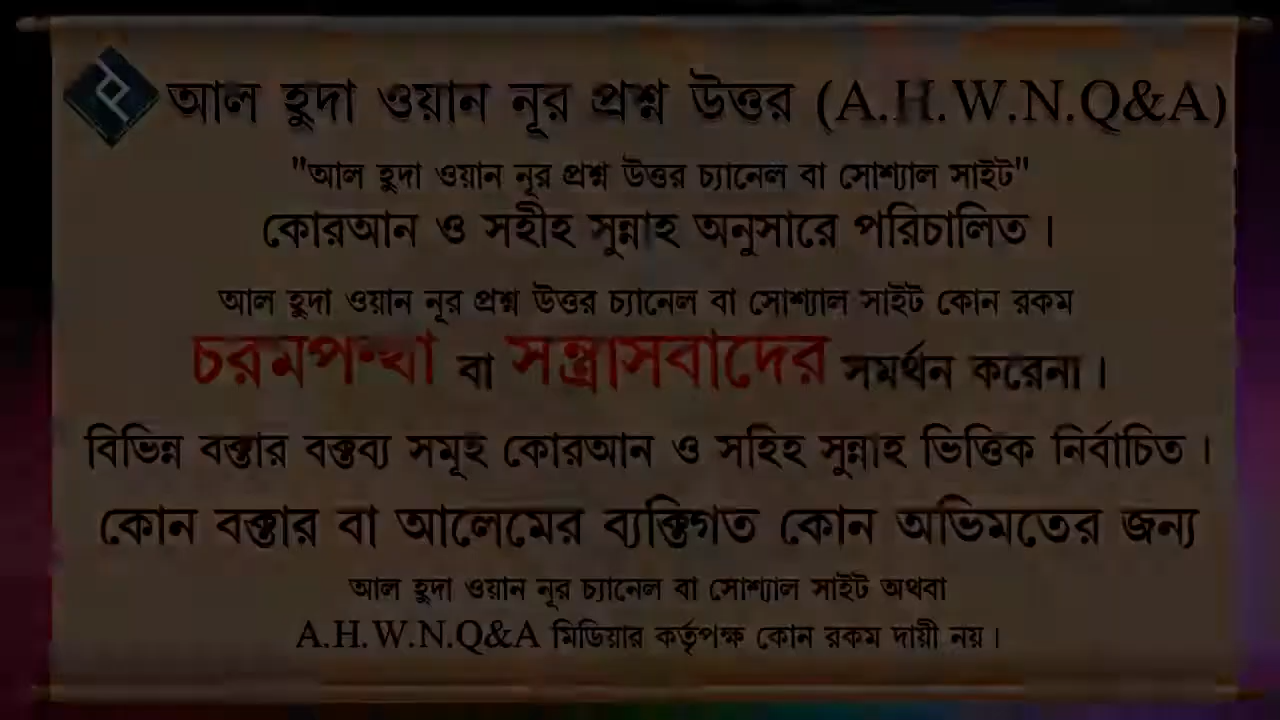 আল হুদা ওয়ান নূর প্রশ্ন উত্তর (A.H.W.N.Q&A)
"আল হুদা ওয়ান নূর প্রশ্ন উত্তর চ্যানেল বা সোশ্যাল সাইট"
কোরআন ও সহীহ সুন্নাহ অনুসারে পরিচালিত।
আল হুদা ওয়ান নূর প্রশ্ন উত্তর চ্যানেল বা সোশ্যাল সাইট কোন রকম
চরমপন্থা বা সন্ত্রাসবাদের সমর্থন করেনা।
বিভিন্ন বক্তার বক্তব্য সমূহ কোরআন ও সহিহ সুন্নাহ ভিত্তিক নির্বাচিত।
কোন বক্তার বা আলেমের ব্যক্তিগত কোন অভিমতের জন্য
আল হুদা ওয়ান নূর চ্যানেল বা সোশ্যাল সাইট অথবা
A.H.W.N.Q&A মিডিয়ার কর্তৃপক্ষ কোন রকম দায়ী নয়।